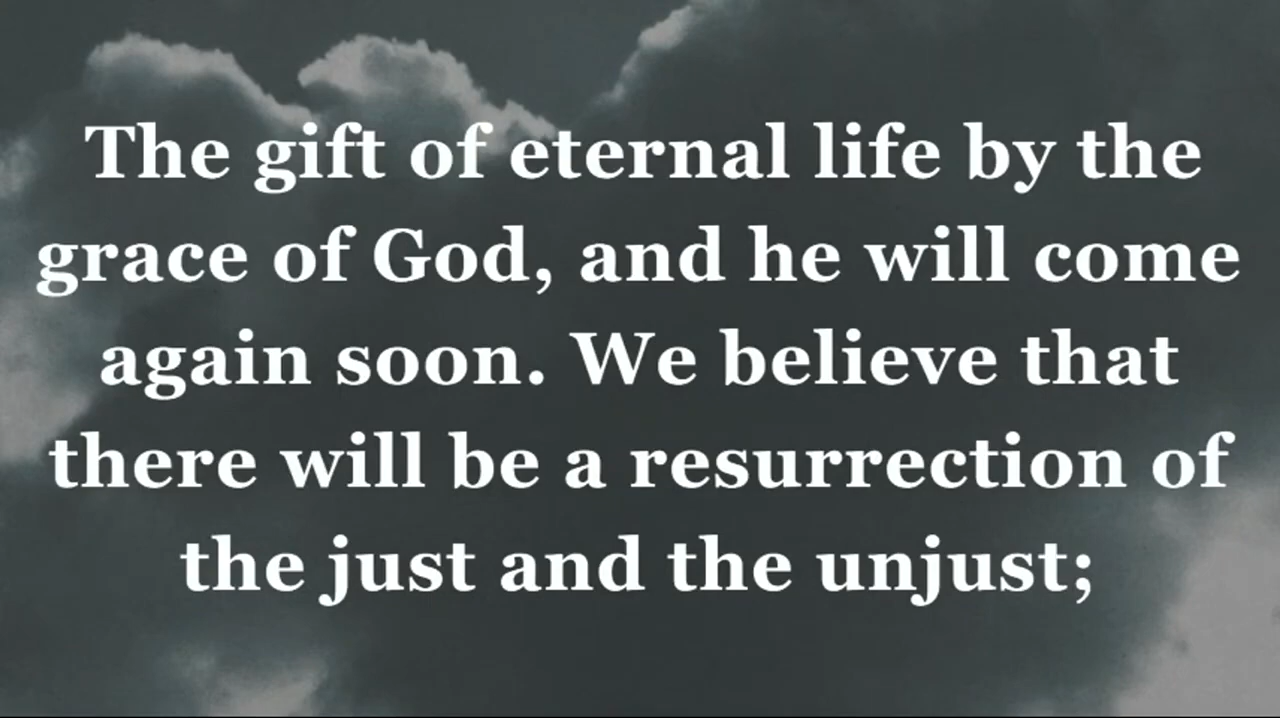 The gift of eternal life by the
grace of God, and he will come
again soon. We believe that
there will be a resurrection of
the just and the unjust;